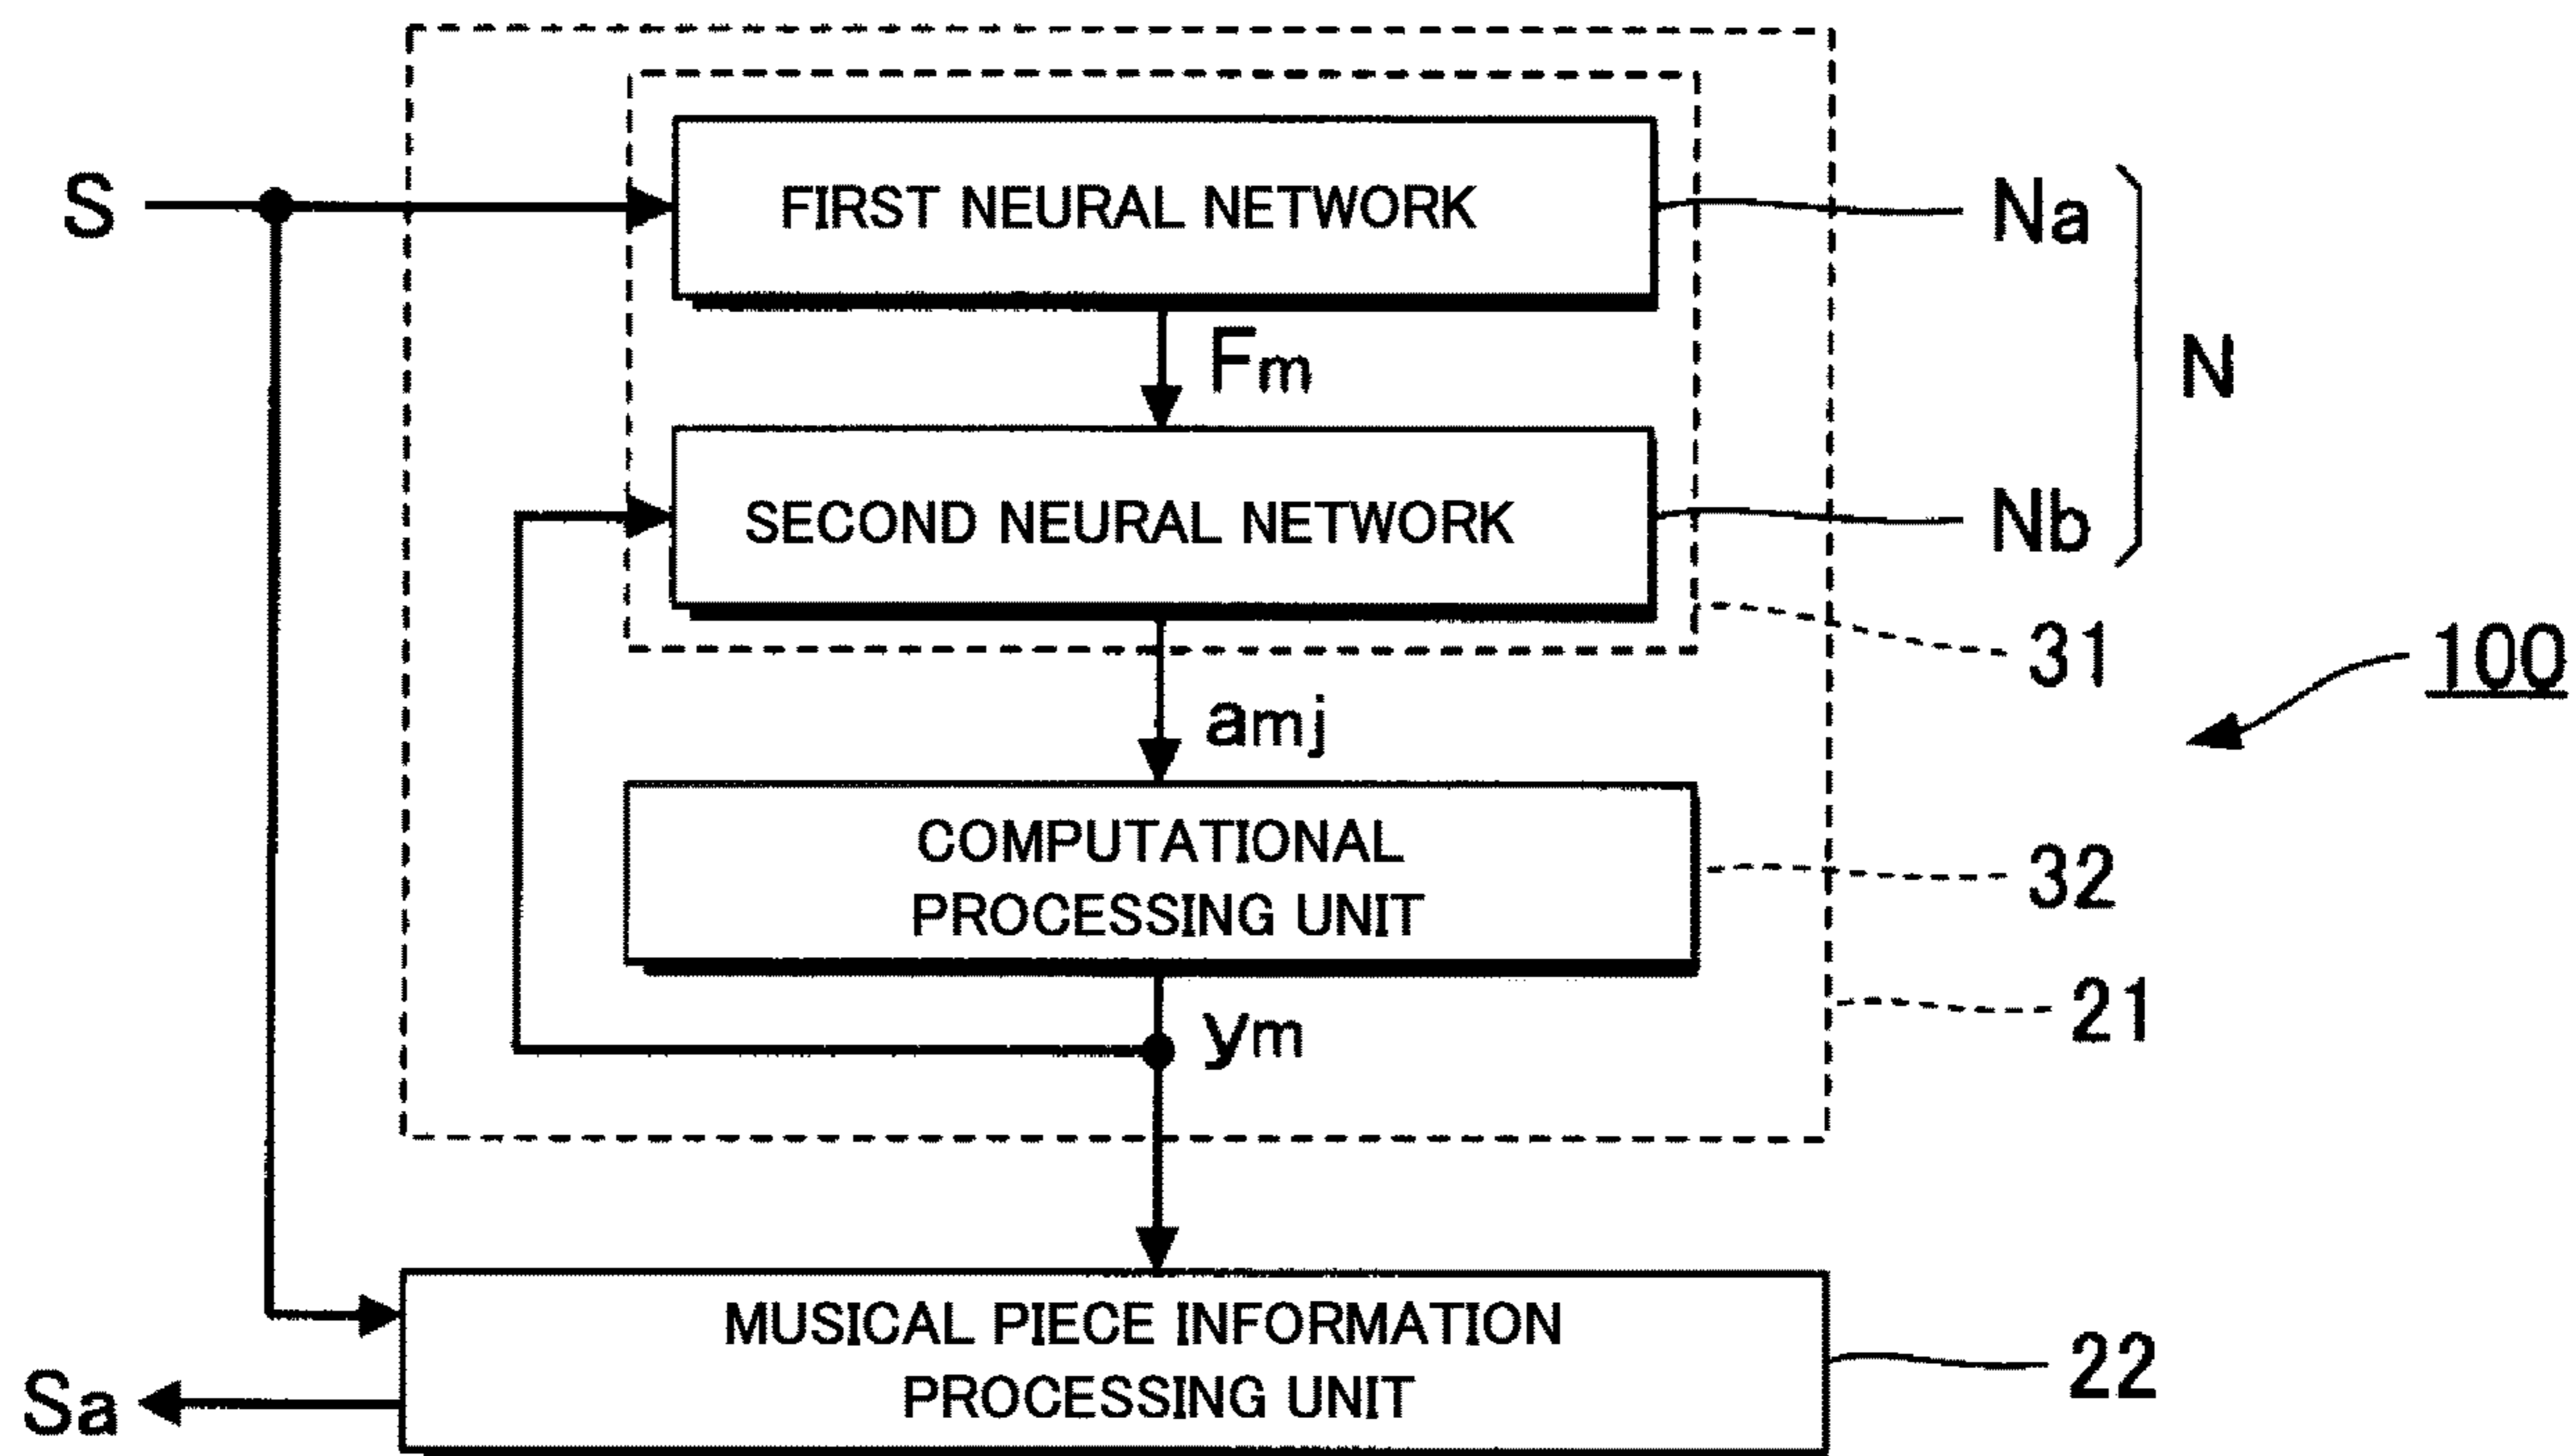 S
FIRST NEURAL NETWORK
Na
Fm
N
SECOND NEURAL NETWORK
Nb
31
100
amj
COMPUTATIONAL
PROCESSING UNIT
32
21
ym
MUSICAL PIECE INFORMATION
PROCESSING UNIT
22
Sa